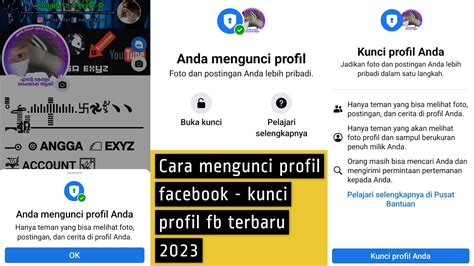 Anda mengunci profil Anda
Hanya teman yang bisa melihat foto,
postingan, dan cerita di profil Anda.
OK
ANGGA EXYZ
ACCOUNT
Anda mengunci profil
Foto dan postingan Anda lebih pribadi.
Buka kunci
Pelajari
selengkapnya
Cara mengunci profil
facebook - kunci
profil fb terbaru
2023
Kunci profil Anda
Jadikan foto dan postingan Anda lebih
pribadi dalam satu langkah.
Hanya teman yang bisa melihat foto,
postingan, dan cerita di profil Anda.
Hanya teman yang akan melihat foto
profil dan sampul berukuran
penuh milik Anda.
Orang masih bisa mencari Anda dan
mengirimi permintaan pertemanan
kepada Anda.
Pelajari selengkapnya di Pusat
Bantuan
Kunci profil Anda